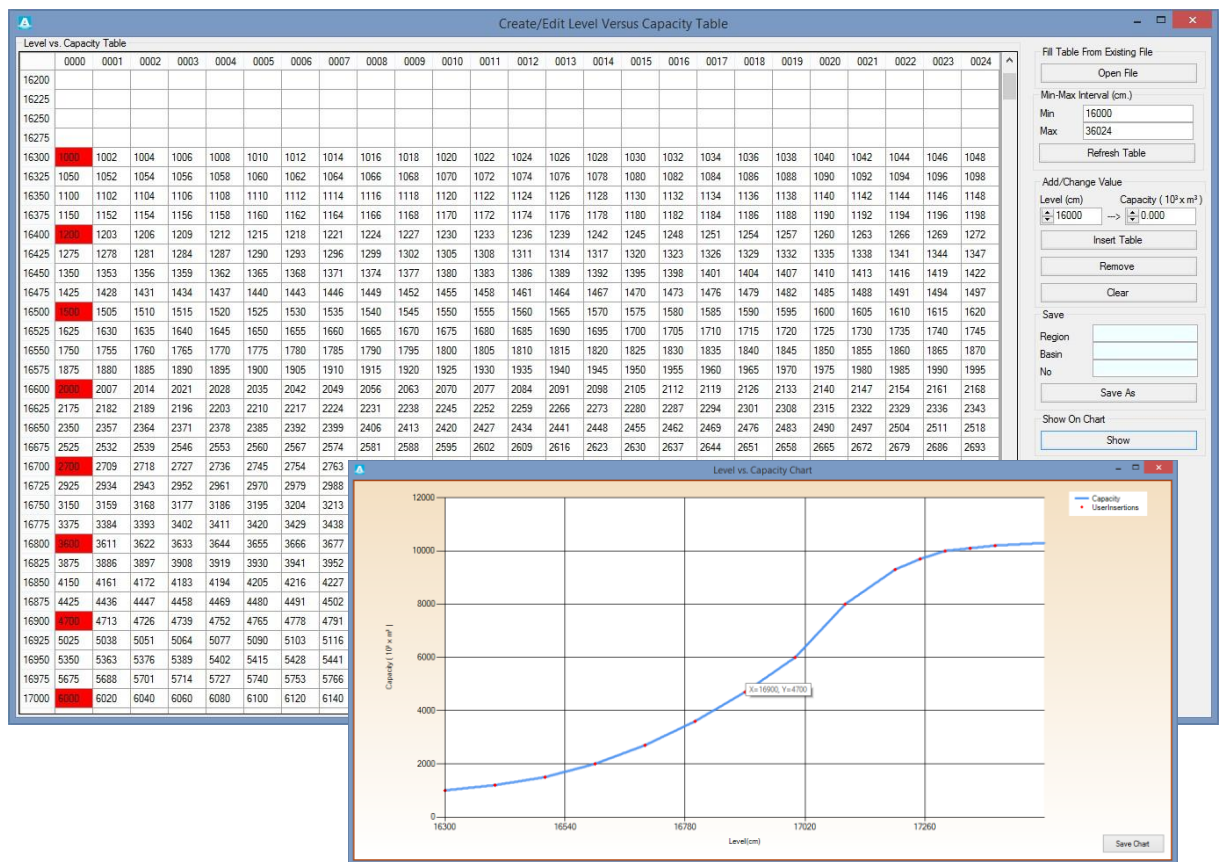 Create/Edit Level Versus Capacity Table
Level vs. Capacity Table
0000 0001 0002 0003 0004 0005 0006 0007 0008 0009 0010 0011 0012 0013 0014 0015 0016 0017 0018 0019 0020 0021 0022 0023 0024
16200
16225
16250
16275
16300 1000 1002 1004 1006 1008 1010 1012 1014 1016 1018 1020 1022 1024 1026 1028 1030 1032 1034 1036 1038 1040 1042 1044 1046 1048
16325 1050 1052 1054 1056 1058 1060 1062 1064 1066 1068 1070 1072 1074 1076 1078 1080 1082 1084 1086 1088 1090 1092 1094 1096 1098
16350 1100 1102 1104 1106 1108 1110 1112 1114 1116 1118 1120 1122 1124 1126 1128 1130 1132 1134 1136 1138 1140 1142 1144 1146 1148
16375 1150 1152 1154 1156 1158 1160 1162 1164 1166 1168 1170 1172 1174 1176 1178 1180 1182 1184 1186 1188 1190 1192 1194 1196 1198
16400 1200 1203 1206 1209 1212 1215 1218 1221 1224 1227 1230 1233 1236 1239 1242 1245 1248 1251 1254 1257 1260 1263 1266 1269 1272
16425 1275 1278 1281 1284 1287 1290 1293 1296 1299 1302 1305 1308 1311 1314 1317 1320 1323 1326 1329 1332 1335 1338 1341 1344 1347
16450 1350 1353 1356 1359 1362 1365 1368 1371 1374 1377 1380 1383 1386 1389 1392 1395 1398 1401 1404 1407 1410 1413 1416 1419 1422
16475 1425 1428 1431 1434 1437 1440 1443 1446 1449 1452 1455 1458 1461 1464 1467 1470 1473 1476 1479 1482 1485 1488 1491 1494 1497
16500 1500 1505 1510 1515 1520 1525 1530 1535 1540 1545 1550 1555 1560 1565 1570 1575 1580 1585 1590 1595 1600 1605 1610 1615 1620
16525 1625 1630 1635 1640 1645 1650 1655 1660 1665 1670 1675 1680 1685 1690 1695 1700 1705 1710 1715 1720 1725 1730 1735 1740 1745
16550 1750 1755 1760 1765 1770 1775 1780 1785 1790 1795 1800 1805 1810 1815 1820 1825 1830 1835 1840 1845 1850 1855 1860 1865 1870
16575 1875 1880 1885 1890 1895 1900 1905 1910 1915 1920 1925 1930 1935 1940 1945 1950 1955 1960 1965 1970 1975 1980 1985 1990 1995
16600 2000 2007 2014 2021 2028 2035 2042 2049 2056 2063 2070 2077 2084 2091 2098 2105 2112 2119 2126 2133 2140 2147 2154 2161 2168
16625 2175 2182 2189 2196 2203 2210 2217 2224 2231 2238 2245 2252 2259 2266 2273 2280 2287 2294 2301 2308 2315 2322 2329 2336 2343
16650 2350 2357 2364 2371 2378 2385 2392 2399 2406 2413 2420 2427 2434 2441 2448 2455 2462 2469 2476 2483 2490 2497 2504 2511 2518
16675 2525 2532 2539 2546 2553 2560 2567 2574 2581 2588 2595 2602 2609 2616 2623 2630 2637 2644 2651 2658 2665 2672 2679 2686 2693
16700 2700 2709 2718 2727 2736 2745 2754 2763
16725 2925 2934 2943 2952 2961 2970 2979 2988
16750 3150 3159 3168 3177 3186 3195 3204 3213
16775 3375 3384 3393 3402 3411 3420 3429 3438
16800 3600 3611 3622 3633 3644 3655 3666 3677
16825 3875 3886 3897 3908 3919 3930 3941 3952
16850 4150 4161 4172 4183 4194 4205 4216 4227
16875 4425 4436 4447 4458 4469 4480 4491 4502
16900 4700 4713 4726 4739 4752 4765 4778 4791
16925 5025 5038 5051 5064 5077 5090 5103 5116
16950 5350 5363 5376 5389 5402 5415 5428 5441
16975 5675 5688 5701 5714 5727 5740 5753 5766
17000 6000 6020 6040 6060 6080 6100 6120 6140
Fill Table From Existing File
Open File
Min-Max Interval (cm.)
Min 16000
Max 36024
Refresh Table
Add/Change Value
Level (cm) Capacity ( 10³ x m³ )
16000 ---> 0.000
Insert Table
Remove
Clear
Save
Region
Basin
No
Save As
Show On Chart
Show
Level vs. Capacity Chart
Capacity
UserInsertions
12000
10000
8000
6000
4000
2000
0
Capacity ( 10³ x m³ )
X=16900, Y=4700
16300 16540 16780 17020 17260
Level(cm)
Save Chart